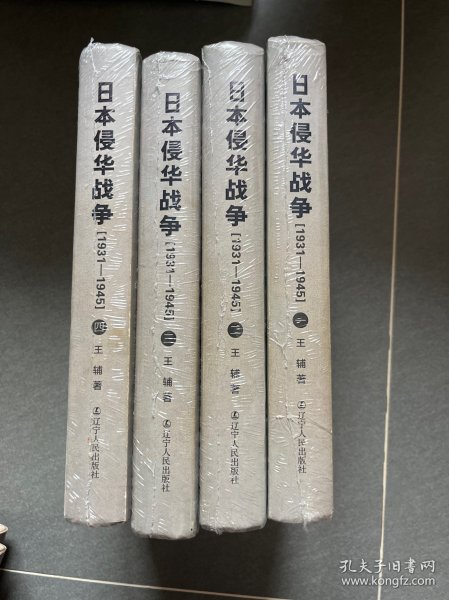 日本侵华战争 [1931—1945] 四 王辅 著 辽宁人民出版社
日本侵华战争 [1931—1945] 三 王辅 著 辽宁人民出版社
日本侵华战争 [1931—1945] 二 王辅 著 辽宁人民出版社
日本侵华战争 [1931—1945] 一 王辅 著 辽宁人民出版社
孔夫子旧书网
www.kongfz.com